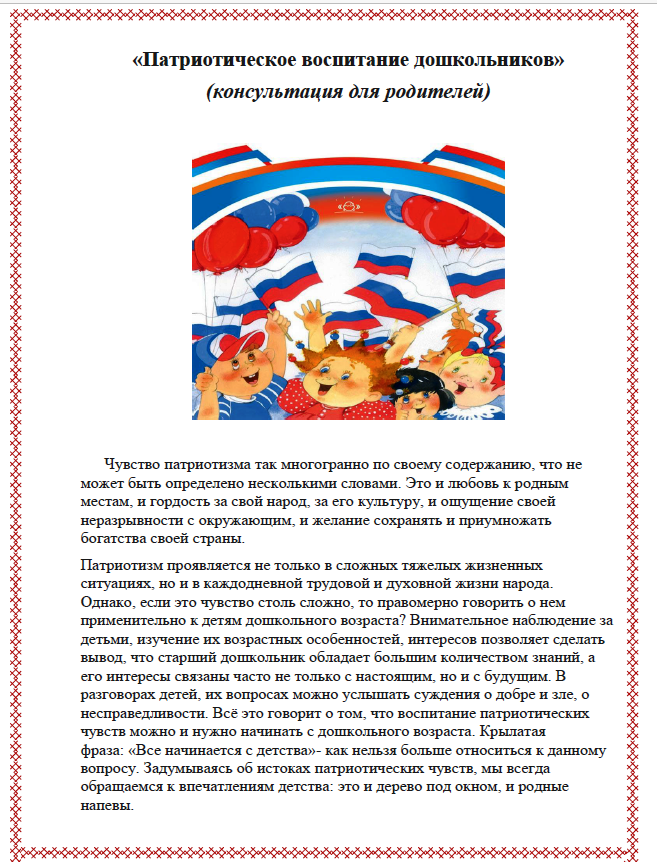 «Патриотическое воспитание дошкольников»
(консультация для родителей)
Чувство патриотизма так многогранно по своему содержанию, что не
может быть определено несколькими словами. Это и любовь к родным
местам, и гордость за свой народ, за его культуру, и ощущение своей
неразрывности с окружающим, и желание сохранять и приумножать
богатства своей страны.
Патриотизм проявляется не только в сложных тяжелых жизненных
ситуациях, но и в каждодневной трудовой и духовной жизни народа.
Однако, если это чувство столь сложно, то правомерно говорить о нем
применительно к детям дошкольного возраста? Внимательное наблюдение за
детьми, изучение их возрастных особенностей, интересов позволяет сделать
вывод, что старший дошкольник обладает большим количеством знаний, а
его интересы связаны часто не только с настоящим, но и с будущим. В
разговорах детей, их вопросах можно услышать суждения о добре и зле, о
несправедливости. Всё это говорит о том, что воспитание патриотических
чувств можно и нужно начинать с дошкольного возраста. Крылатая
фраза: «Все начинается с детства»- как нельзя больше относиться к данному
вопросу. Задумываясь об истоках патриотических чувств, мы всегда
обращаемся к впечатлениям детства: это и дерево под окном, и родные
напевы.